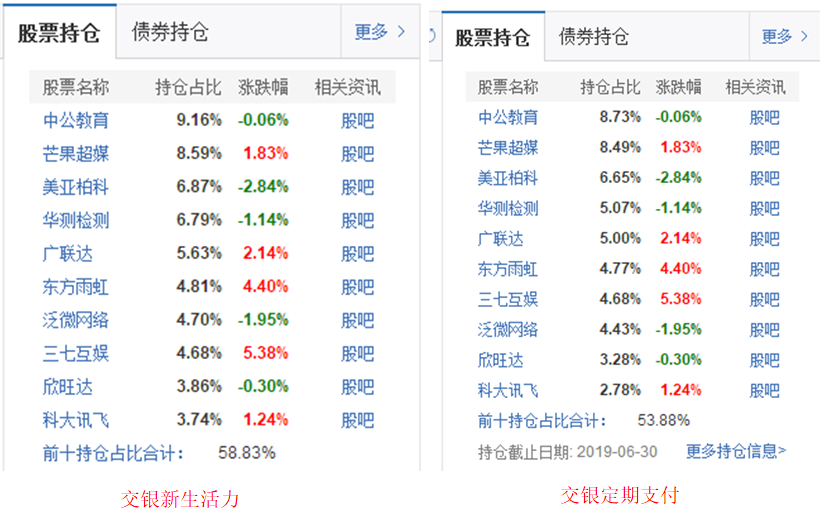 股票持仓 债券持仓 更多 >
股票名称 持仓占比 涨跌幅 相关资讯
中公教育 9.16% -0.06% 股吧
芒果超媒 8.59% 1.83% 股吧
美亚柏科 6.87% -2.84% 股吧
华测检测 6.79% -1.14% 股吧
广联达 5.63% 2.14% 股吧
东方雨虹 4.81% 4.40% 股吧
泛微网络 4.70% -1.95% 股吧
三七互娱 4.68% 5.38% 股吧
欣旺达 3.86% -0.30% 股吧
科大讯飞 3.74% 1.24% 股吧
前十持仓占比合计: 58.83%
交银新生活力
股票持仓 债券持仓 更多 >
股票名称 持仓占比 涨跌幅 相关资讯
中公教育 8.73% -0.06% 股吧
芒果超媒 8.49% 1.83% 股吧
美亚柏科 6.65% -2.84% 股吧
华测检测 5.07% -1.14% 股吧
广联达 5.00% 2.14% 股吧
东方雨虹 4.77% 4.40% 股吧
三七互娱 4.68% 5.38% 股吧
泛微网络 4.43% -1.95% 股吧
欣旺达 3.28% -0.30% 股吧
科大讯飞 2.78% 1.24% 股吧
前十持仓占比合计: 53.88%
持仓截止日期: 2019-06-30 更多持仓信息>
交银定期支付